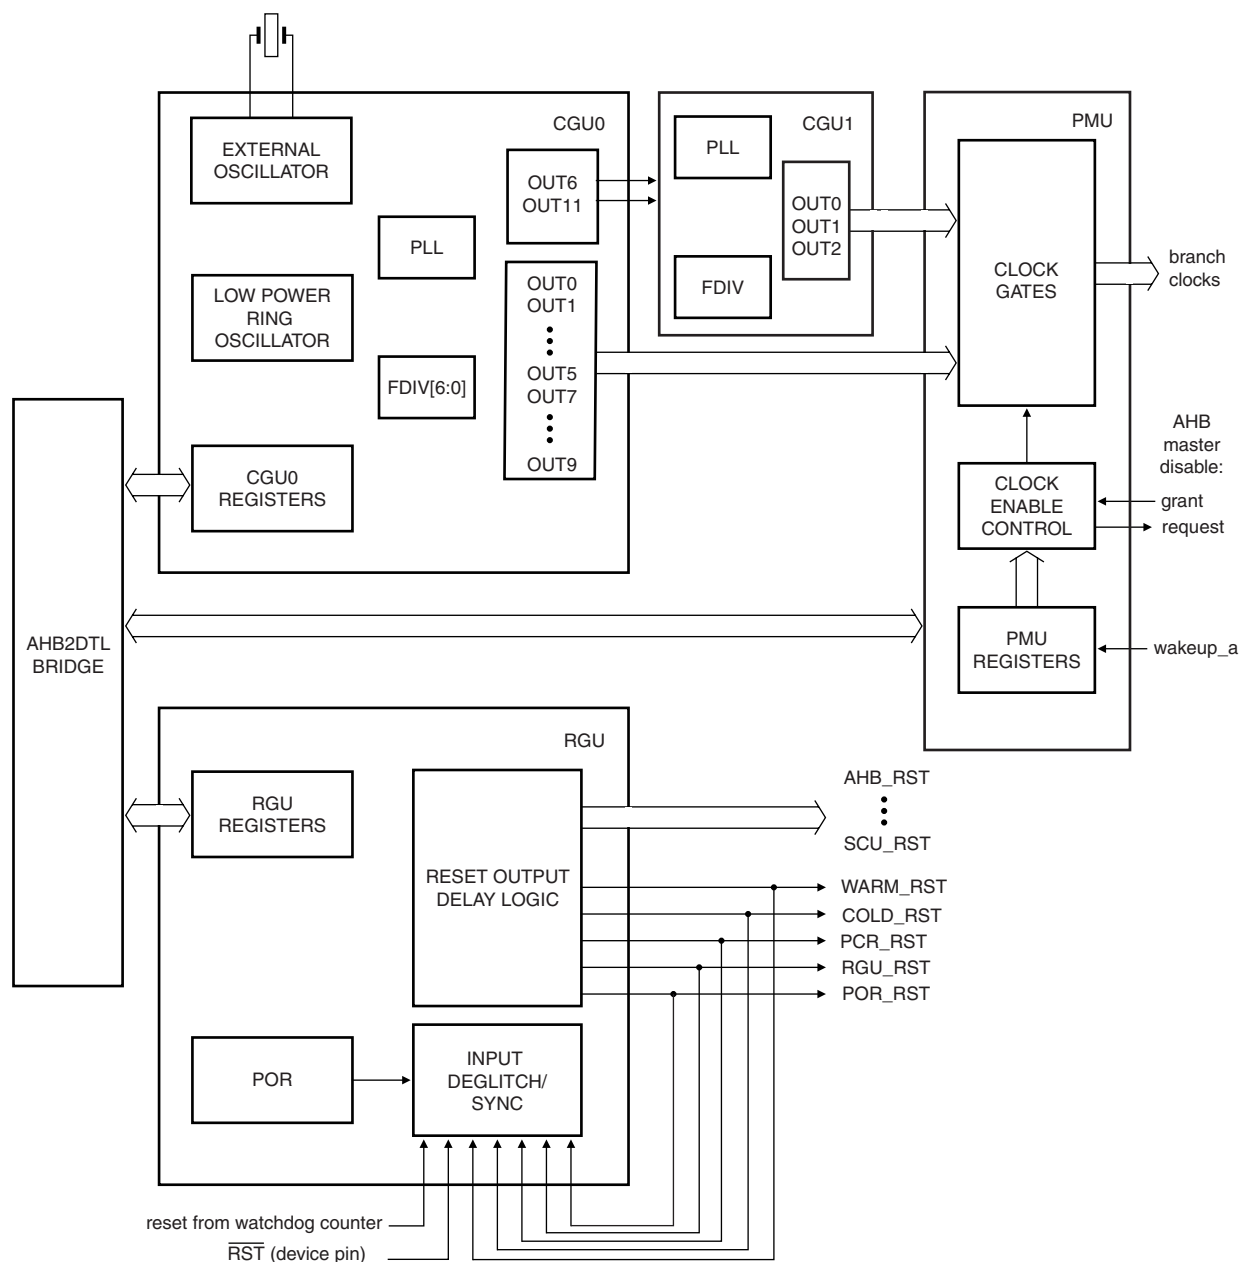 CGU0
EXTERNAL
OSCILLATOR
LOW POWER
RING
OSCILLATOR
CGU0
REGISTERS
PLL
FDIV[6:0]
OUT6
OUT11
OUT0
OUT1
OUT5
OUT7
OUT9
CGU1
PLL
FDIV
OUT0
OUT1
OUT2
PMU
CLOCK
GATES
branch
clocks
AHB
master
disable:
grant
request
CLOCK
ENABLE
CONTROL
PMU
REGISTERS
wakeup_a
AHB2DTL
BRIDGE
RGU
RGU
REGISTERS
RESET OUTPUT
DELAY LOGIC
AHB_RST
SCU_RST
WARM_RST
COLD_RST
PCR_RST
RGU_RST
POR_RST
POR
INPUT
DEGLITCH/
SYNC
reset from watchdog counter
RST (device pin)